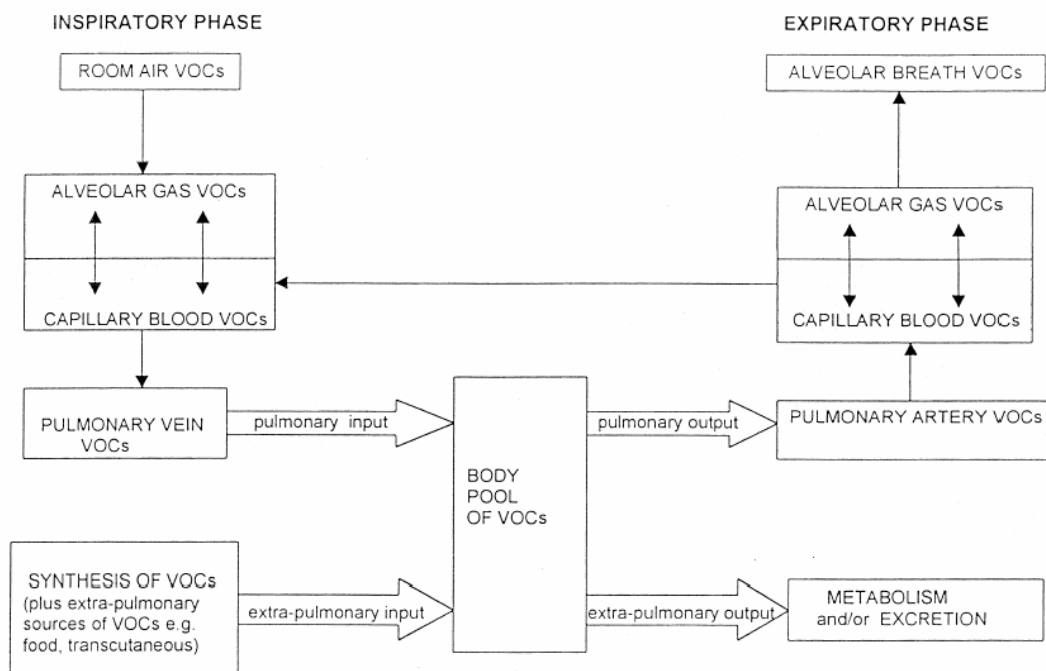 INSPIRATORY PHASE
EXPIRATORY PHASE
ROOM AIR VOCs
ALVEOLAR BREATH VOCs
ALVEOLAR GAS VOCs
CAPILLARY BLOOD VOCs
ALVEOLAR GAS VOCs
CAPILLARY BLOOD VOCs
PULMONARY VEIN
VOCs
pulmonary input
BODY
POOL
OF VOCs
pulmonary output
PULMONARY ARTERY VOCs
SYNTHESIS OF VOCs
(plus extra-pulmonary
sources of VOCs e.g.
food, transcutaneous)
extra-pulmonary input
extra-pulmonary output
METABOLISM
and/or EXCRETION